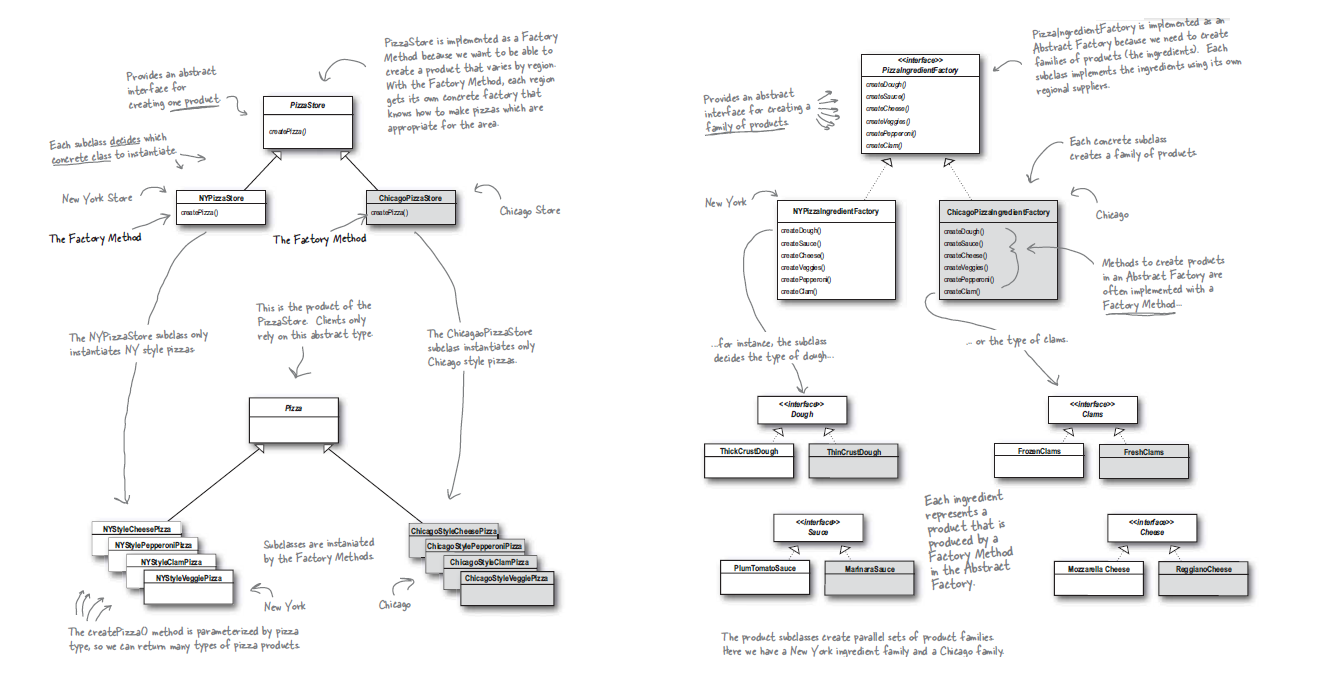 PizzaStore is implemented as a Factory
Method because we want to be able to
create a product that varies by region.
With the Factory Method, each region
gets its own concrete factory that
knows how to make pizzas which are
appropriate for the area.
Provides an abstract
interface for
creating one product.
PizzaStore
createPizza()
Each subclass decides which
concrete class to instantiate.
New York Store
NYPizzaStore
createPizza()
ChicagoPizzaStore
createPizza()
Chicago Store
The Factory Method
The Factory Method
This is the product of the
PizzaStore. Clients only
rely on this abstract type.
The NYPizzaStore subclass only
instantiates NY style pizzas.
The ChicagaoPizzaStore
subclass instantiates only
Chicago style pizzas.
Pizza
NYStyleCheesePizza
NYStylePepperoniPizza
NYStyleClamPizza
NYStyleVeggiePizza
Subclasses are instaniated
by the Factory Methods.
ChicagoStyleCheesePizza
ChicagoStylePepperoniPizza
ChicagoStyleClamPizza
ChicagoStyleVeggiePizza
New York
Chicago
The createPizza() method is parameterized by pizza
type, so we can return many types of pizza products.
PizzaIngredientFactory is implemented as an
Abstract Factory because we need to create
families of products (the ingredients). Each
subclass implements the ingredients using its own
regional suppliers.
<<interface>>
PizzaIngredientFactory
createDough()
createSauce()
createCheese()
createVeggies()
createPepperoni()
createClam()
Provides an abstract
interface for creating a
family of products.
Each concrete subclass
creates a family of products
New York
NYPizzaIngredientFactory
createDough()
createSauce()
createCheese()
createVeggies()
createPepperoni()
createClam()
ChicagoPizzaIngredientFactory
createDough()
createSauce()
createCheese()
createVeggies()
createPepperoni()
createClam()
Chicago
Methods to create products
in an Abstract Factory are
often implemented with a
Factory Method...
...for instance, the subclass
decides the type of dough...
... or the type of clams.
<<interface>>
Dough
ThickCrustDough
ThinCrustDough
<<interface>>
Clams
FrozenClams
FreshClams
Each ingredient
represents a
product that is
produced by a
Factory Method
in the Abstract
Factory.
<<interface>>
Sauce
PlumTomatoSauce
MarinaraSauce
<<interface>>
Cheese
Mozzarella Cheese
ReggianoCheese
The product subclasses create parallel sets of product families.
Here we have a New York ingredient family and a Chicago family.